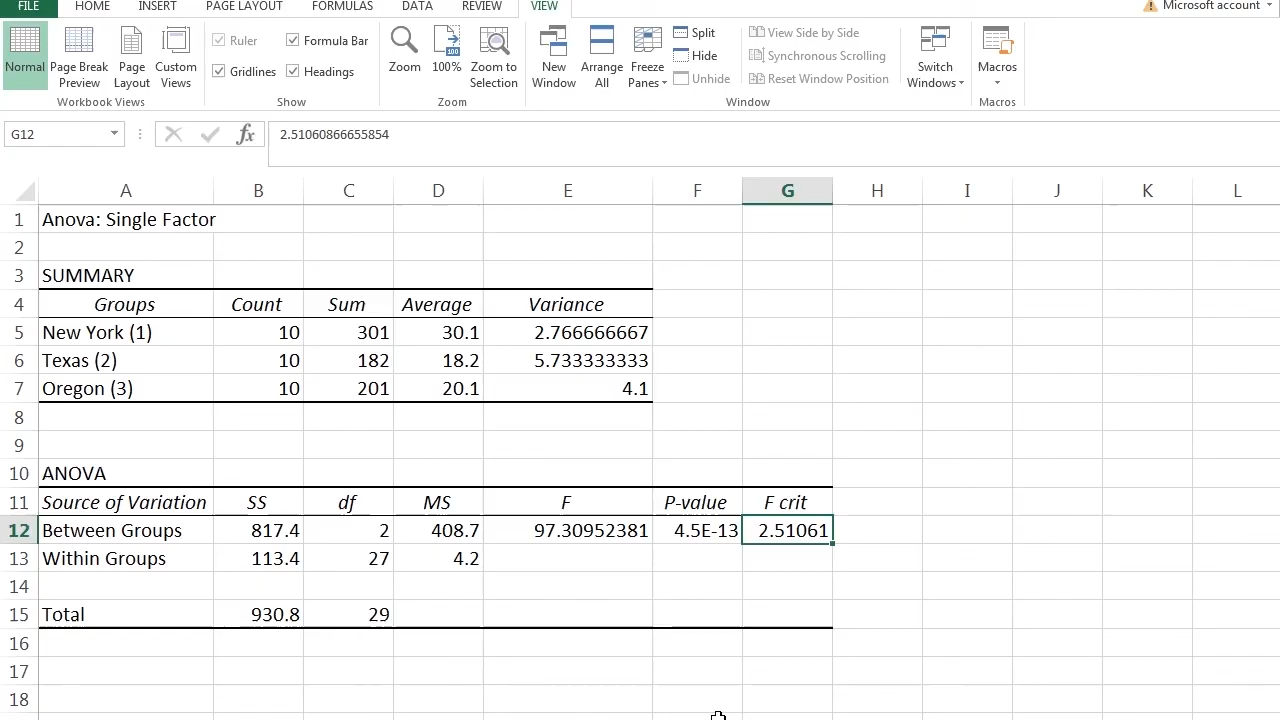 FILE HOME INSERT PAGE LAYOUT FORMULAS DATA REVIEW VIEW Microsoft account
Normal
Page Break Preview
Page Layout
Custom Views
Workbook Views
Ruler
Formula Bar
Gridlines
Headings
Show
Zoom
100
100%
Zoom to Selection
Zoom
New Window
Arrange All
Freeze Panes
Split
Hide
Unhide
View Side by Side
Synchronous Scrolling
Reset Window Position
Window
Switch Windows
Macros
Macros
G12 fx 2.51060866655854
A B C D E F G H I J K L
1 Anova: Single Factor
2
3 SUMMARY
4 Groups Count Sum Average Variance
5 New York (1) 10 301 30.1 2.766666667
6 Texas (2) 10 182 18.2 5.733333333
7 Oregon (3) 10 201 20.1 4.1
8
9
10 ANOVA
11 Source of Variation SS df MS F P-value F crit
12 Between Groups 817.4 2 408.7 97.30952381 4.5E-13 2.51061
13 Within Groups 113.4 27 4.2
14
15 Total 930.8 29
16
17
18